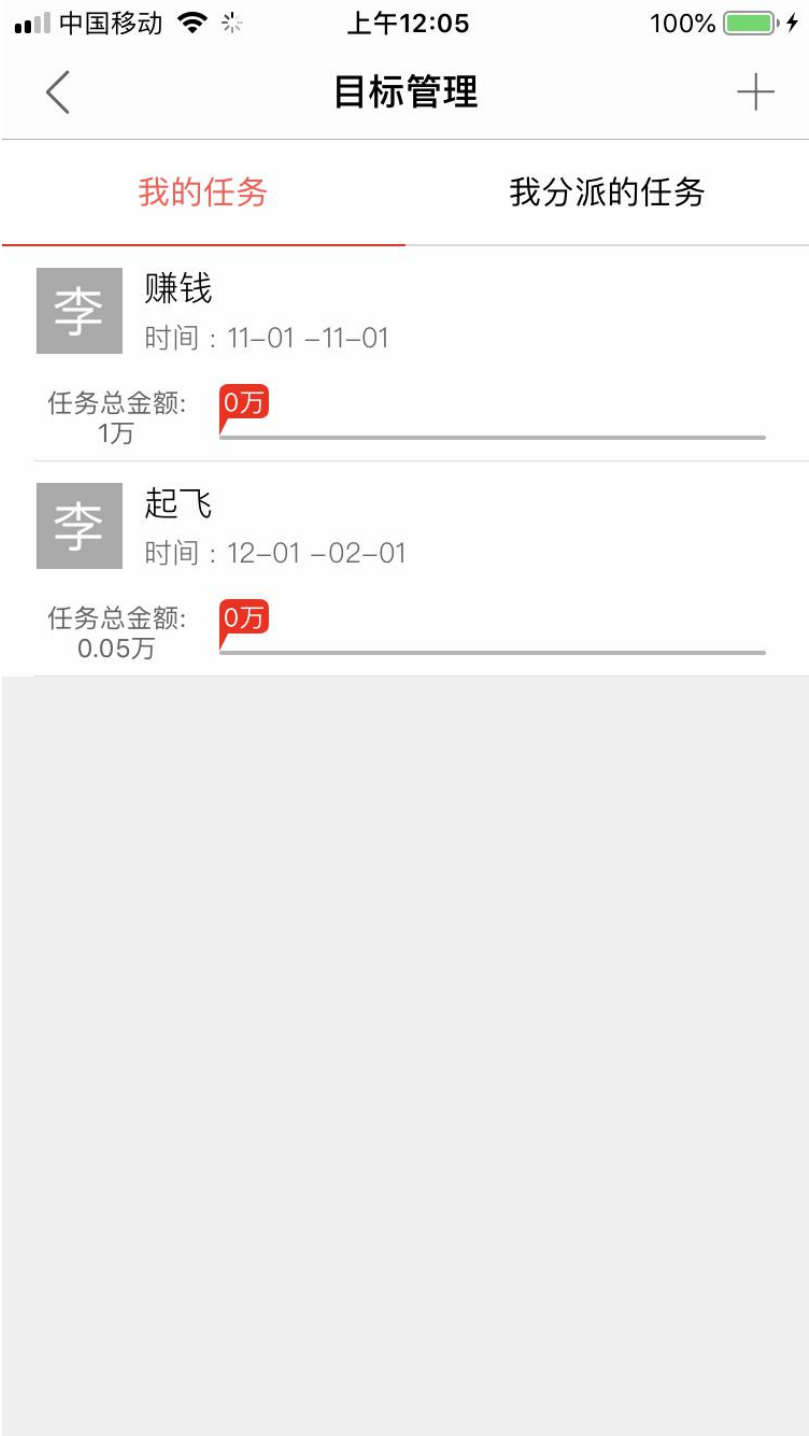 中国移动 上午12:05 100%
目标管理
我的任务 我分派的任务
李 赚钱
时间：11-01 -11-01
任务总金额: 0万
1万
李 起飞
时间：12-01 -02-01
任务总金额: 0万
0.05万